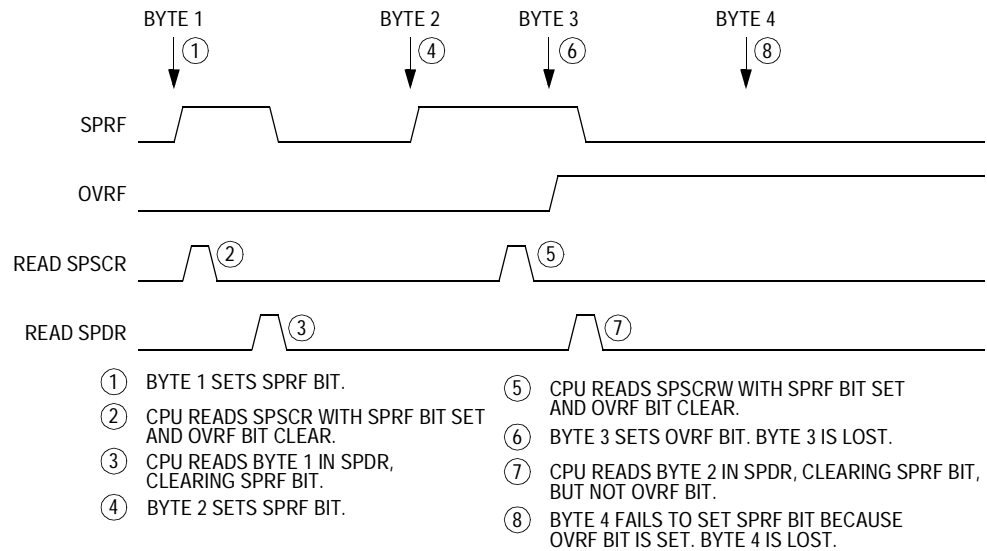 BYTE 1 BYTE 2 BYTE 3 BYTE 4
1 4 6 8
SPRF
OVRF
READ SPSCR 2 5
READ SPDR 3 7
1 BYTE 1 SETS SPRF BIT.
2 CPU READS SPSCR WITH SPRF BIT SET
AND OVRF BIT CLEAR.
3 CPU READS BYTE 1 IN SPDR,
CLEARING SPRF BIT.
4 BYTE 2 SETS SPRF BIT.
5 CPU READS SPSCRW WITH SPRF BIT SET
AND OVRF BIT CLEAR.
6 BYTE 3 SETS OVRF BIT. BYTE 3 IS LOST.
7 CPU READS BYTE 2 IN SPDR, CLEARING SPRF BIT,
BUT NOT OVRF BIT.
8 BYTE 4 FAILS TO SET SPRF BIT BECAUSE
OVRF BIT IS SET. BYTE 4 IS LOST.